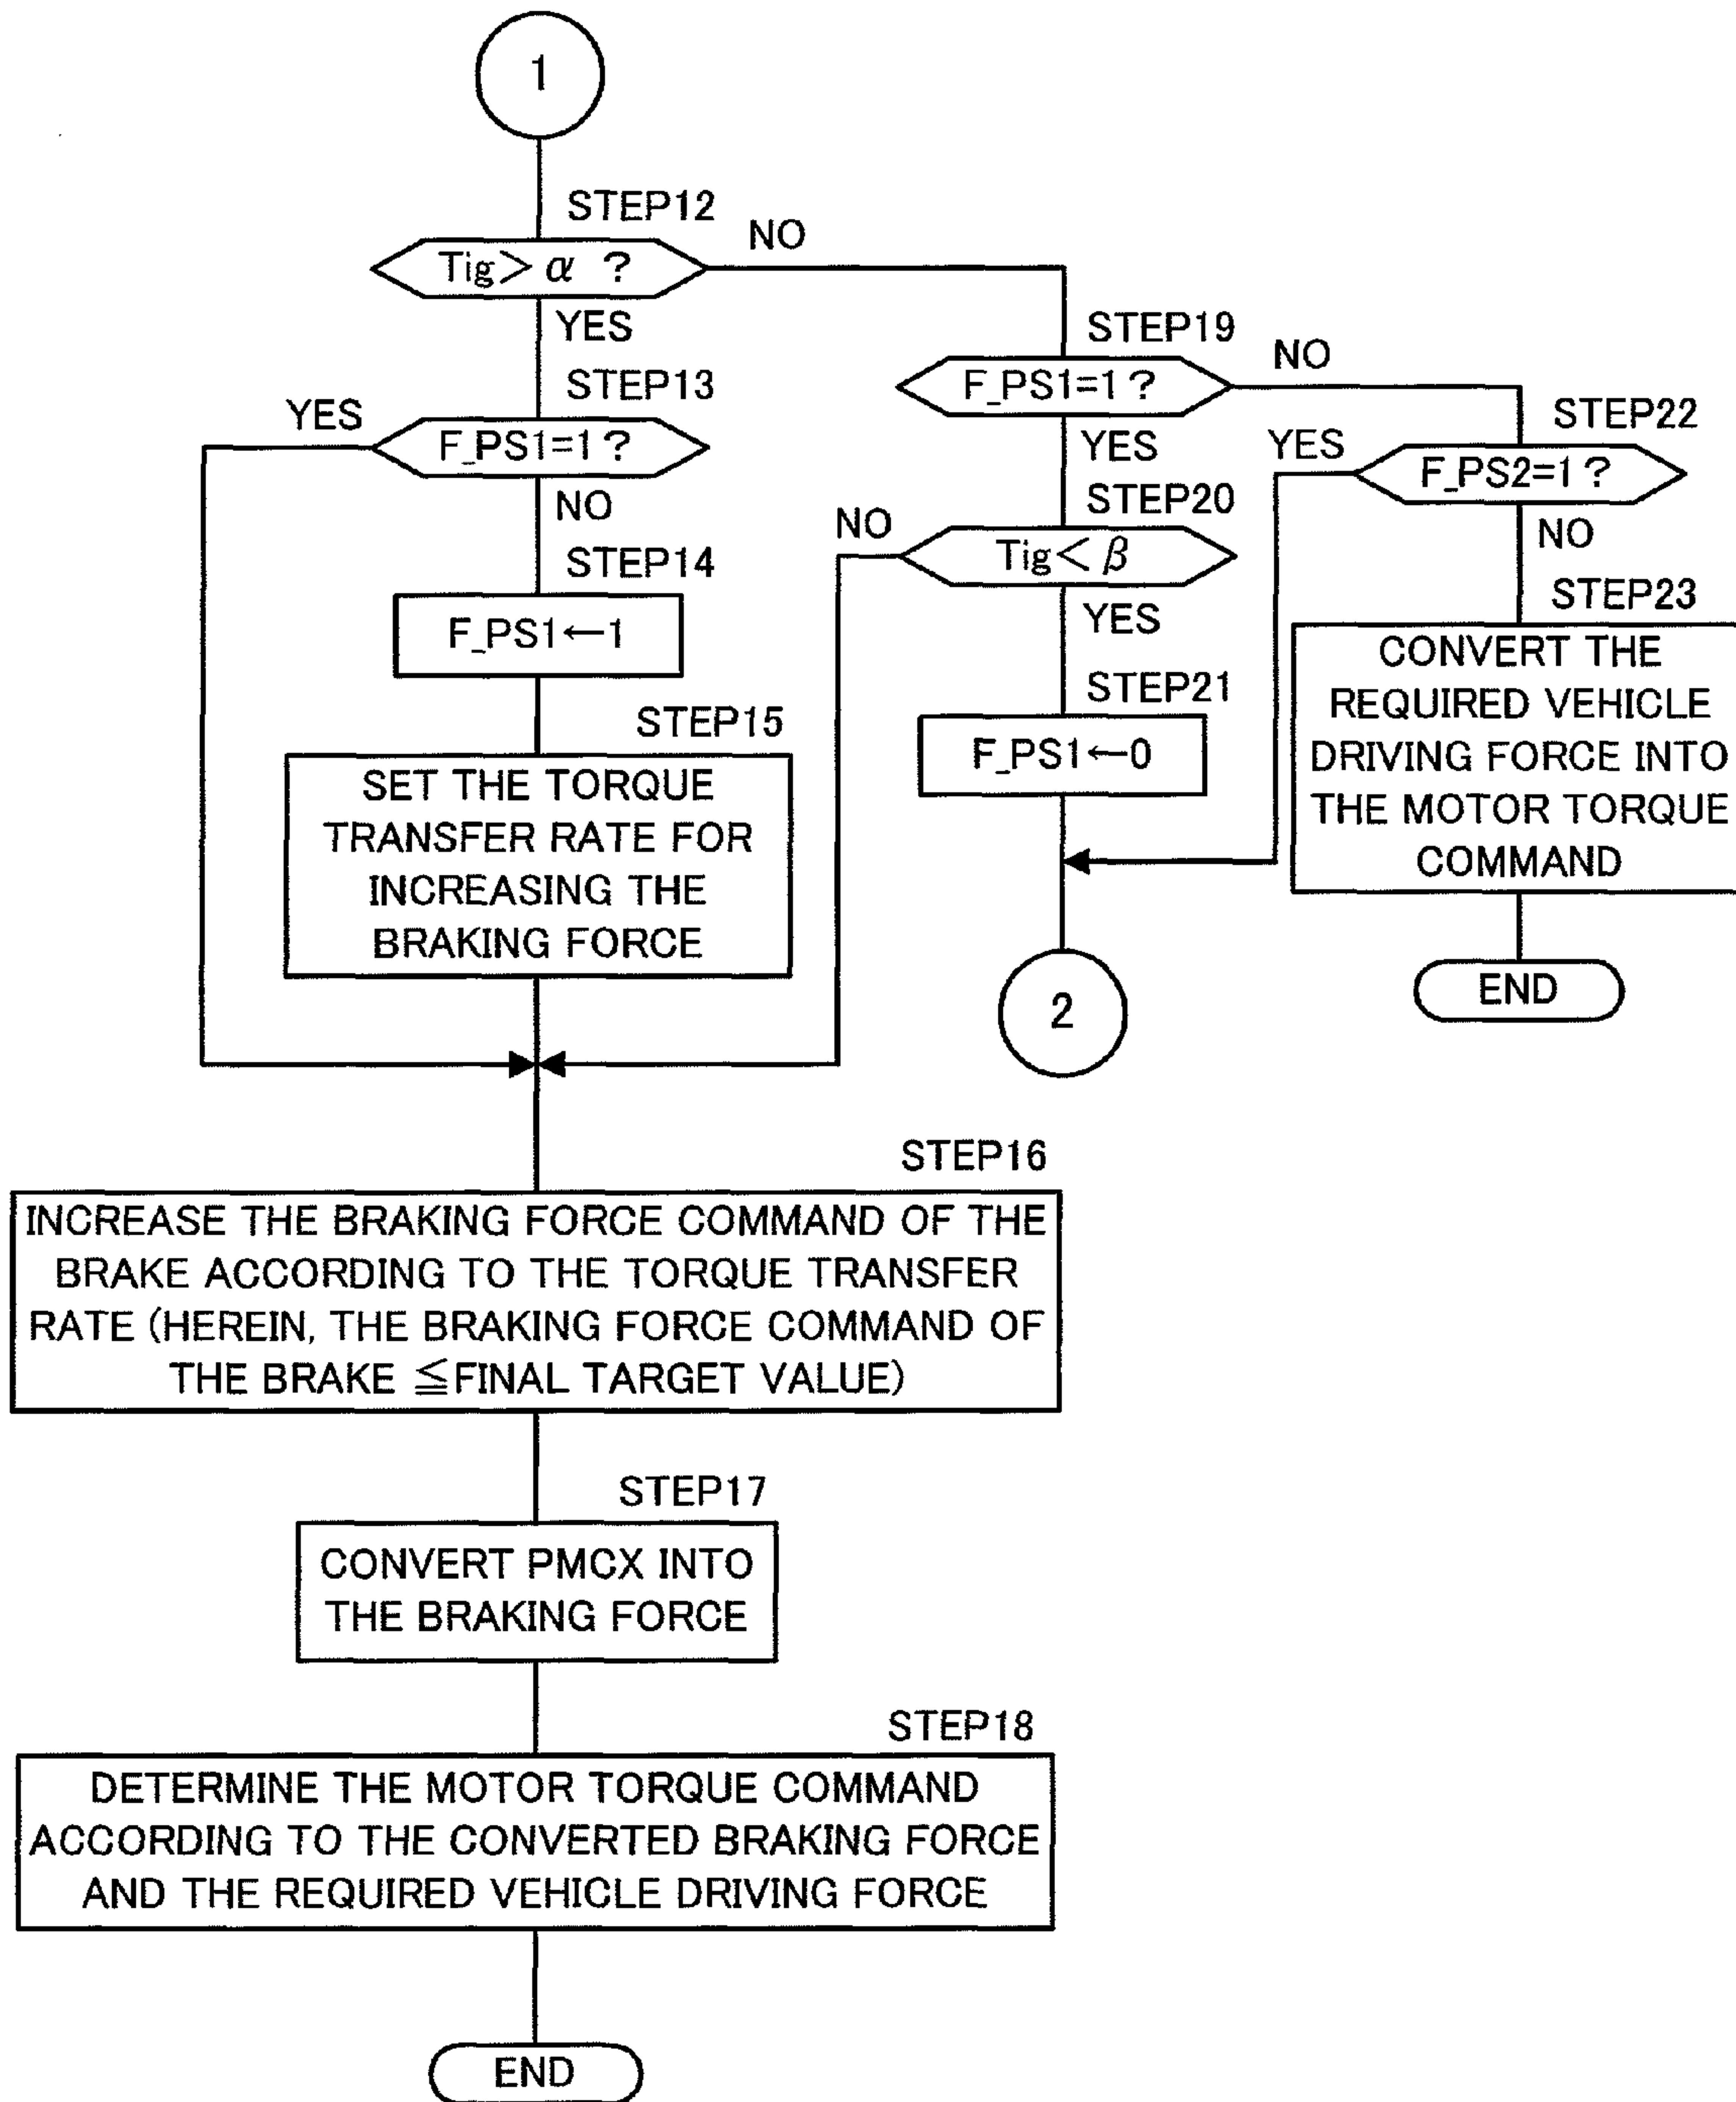 1
STEP12
Tig>α ?
NO
YES
STEP13
YES
F_PS1=1?
NO
STEP14
F_PS1←1
STEP15
SET THE TORQUE
TRANSFER RATE FOR
INCREASING THE
BRAKING FORCE
STEP19
F_PS1=1?
NO
YES
STEP20
NO
Tig<β
YES
STEP21
F_PS1←0
2
STEP22
YES
F_PS2=1?
NO
STEP23
CONVERT THE
REQUIRED VEHICLE
DRIVING FORCE INTO
THE MOTOR TORQUE
COMMAND
END
STEP16
INCREASE THE BRAKING FORCE COMMAND OF THE
BRAKE ACCORDING TO THE TORQUE TRANSFER
RATE (HEREIN, THE BRAKING FORCE COMMAND OF
THE BRAKE ≦FINAL TARGET VALUE)
STEP17
CONVERT PMCX INTO
THE BRAKING FORCE
STEP18
DETERMINE THE MOTOR TORQUE COMMAND
ACCORDING TO THE CONVERTED BRAKING FORCE
AND THE REQUIRED VEHICLE DRIVING FORCE
END